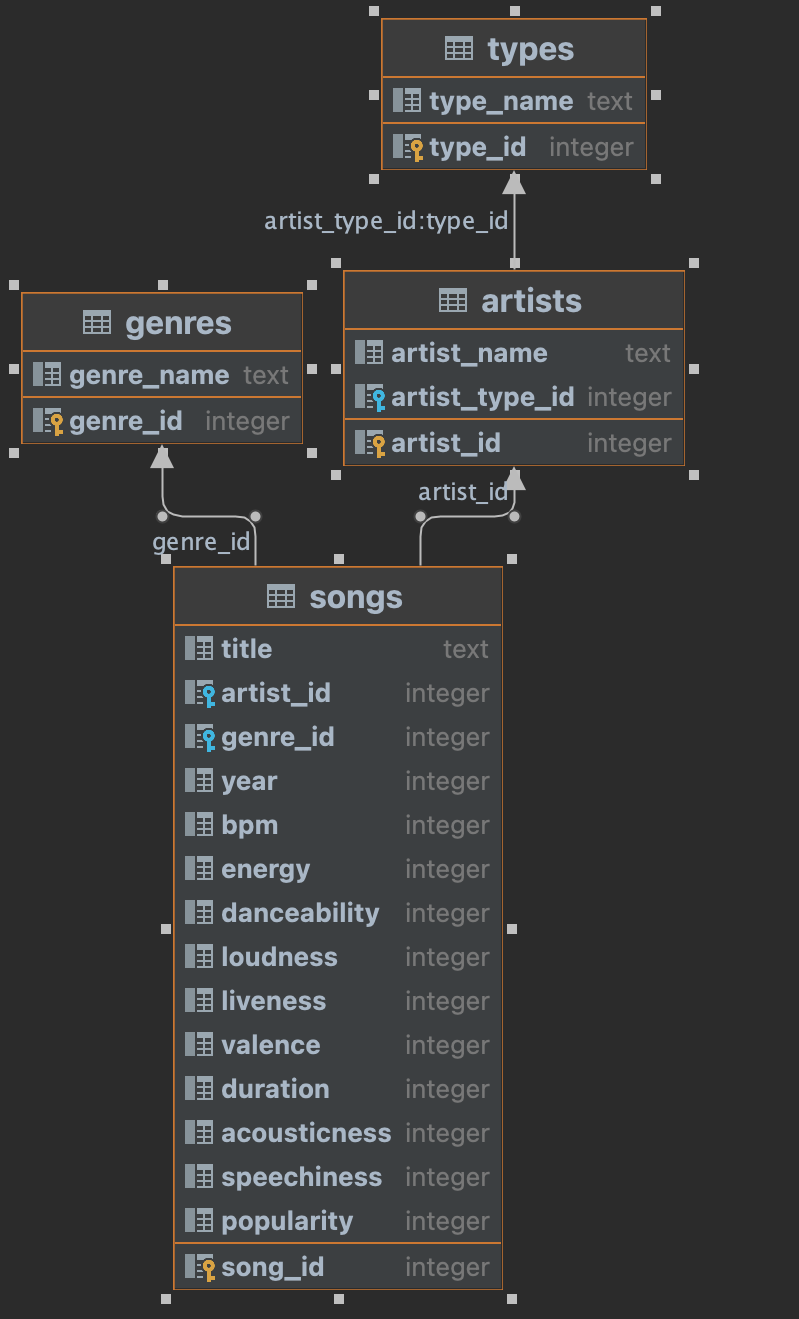 types
type_name text
type_id integer
artist_type_id:type_id
genres
genre_name text
genre_id integer
artists
artist_name text
artist_type_id integer
artist_id integer
artist_id
genre_id
songs
title text
artist_id integer
genre_id integer
year integer
bpm integer
energy integer
danceability integer
loudness integer
liveness integer
valence integer
duration integer
acousticness integer
speechiness integer
popularity integer
song_id integer